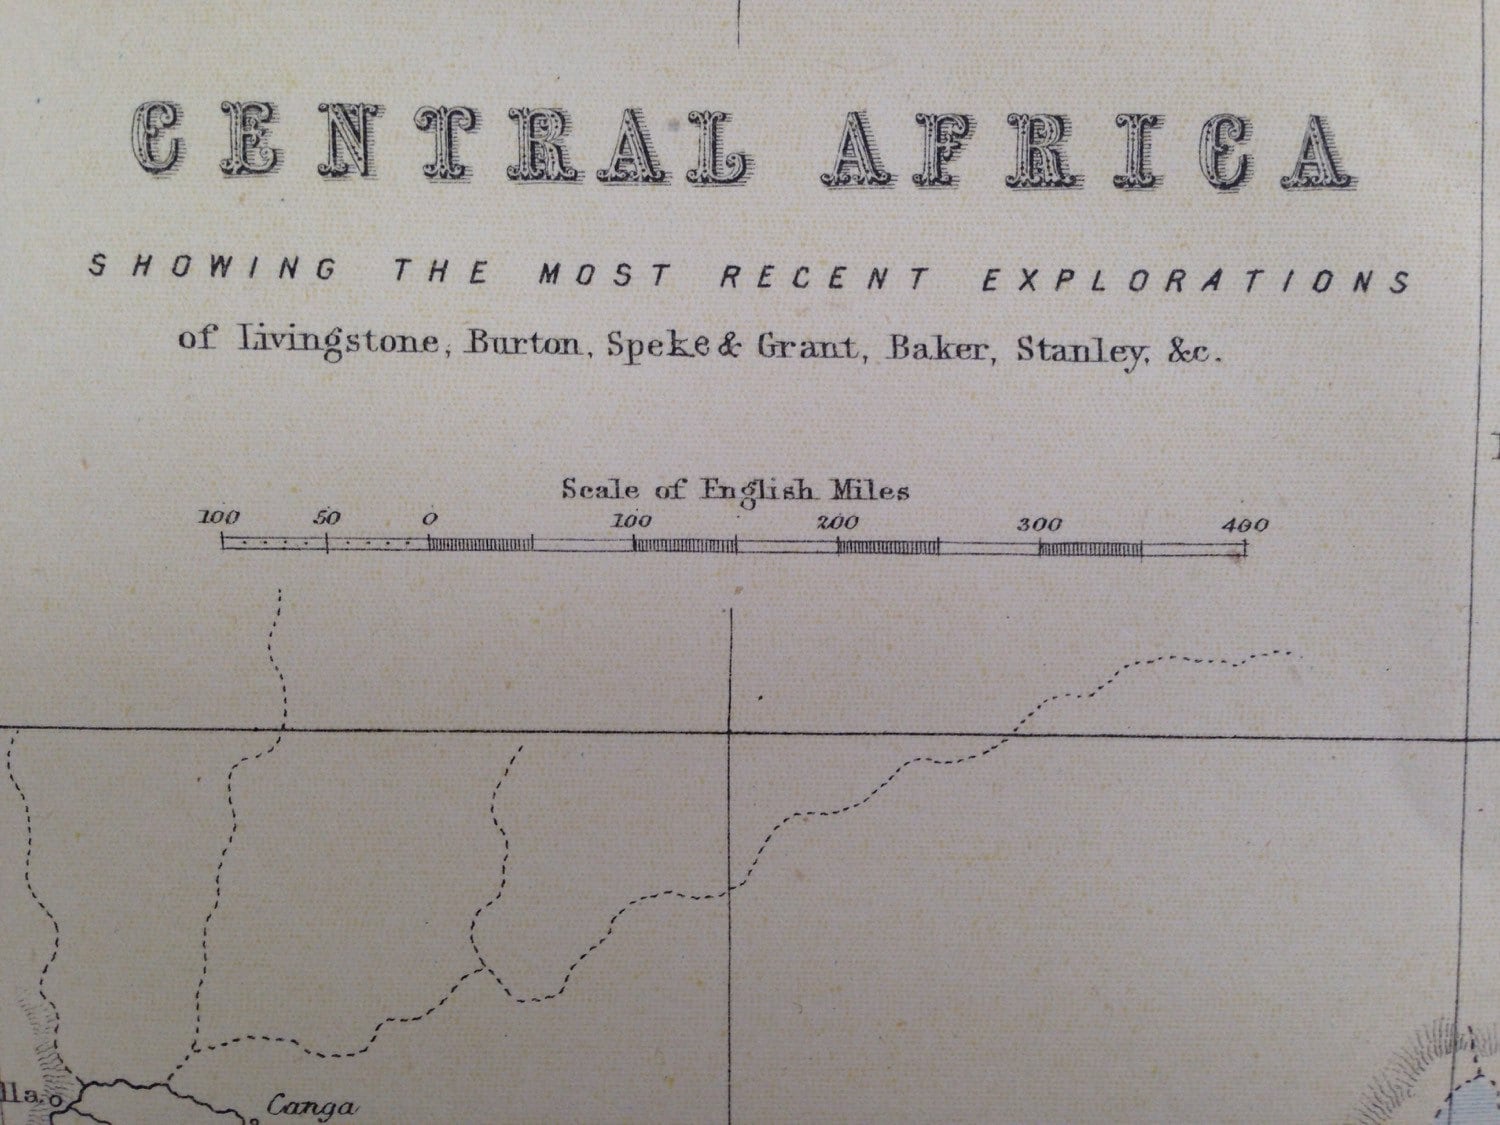 CENTRAL AFRICA
SHOWING THE MOST RECENT EXPLORATIONS
of Livingstone, Burton, Speke & Grant, Baker, Stanley, &c.
Scale of English Miles
100 50 0 100 200 300 400
Canga